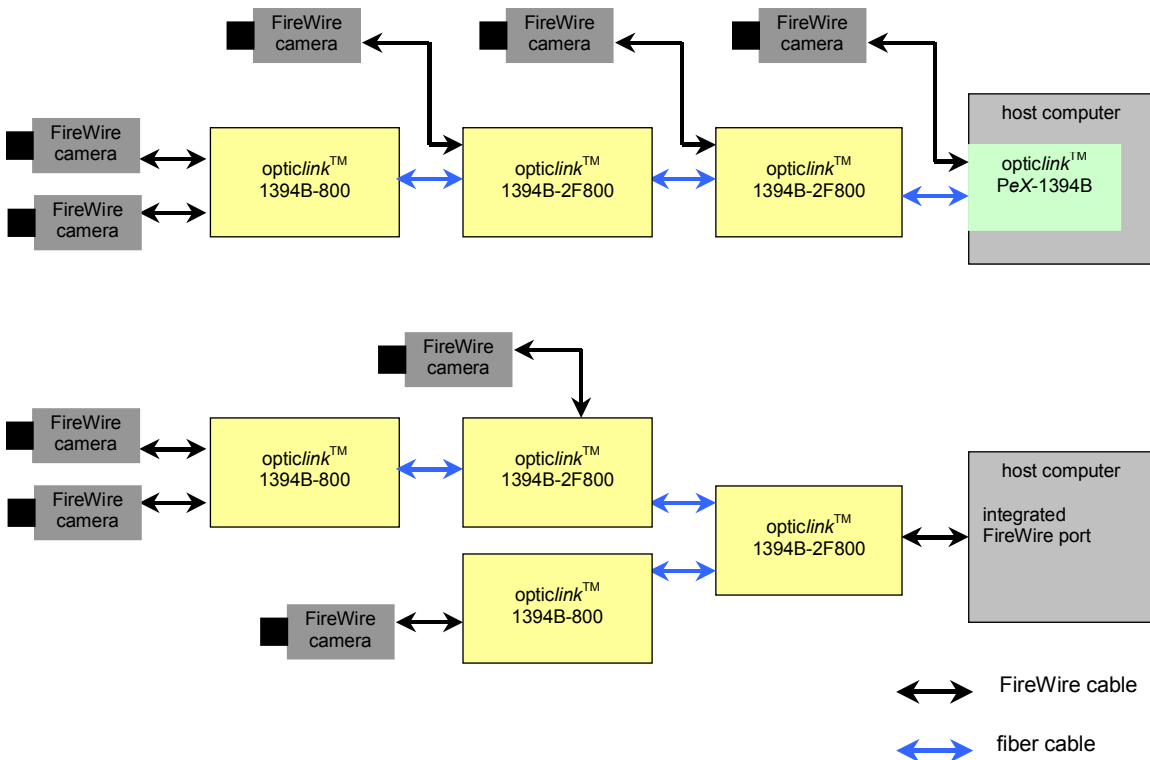 FireWire
camera
FireWire
camera
FireWire
camera
FireWire
camera
FireWire
camera
opticlink™
1394B-800
opticlink™
1394B-2F800
opticlink™
1394B-2F800
host computer
opticlink™
PeX-1394B
FireWire
camera
FireWire
camera
FireWire
camera
opticlink™
1394B-800
opticlink™
1394B-2F800
opticlink™
1394B-2F800
host computer
integrated
FireWire port
opticlink™
1394B-800
FireWire
camera
FireWire cable
fiber cable